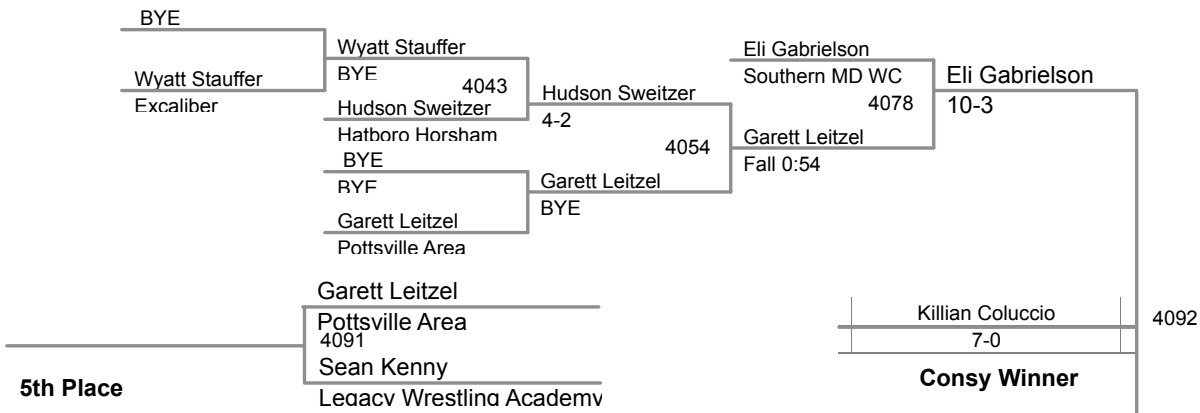 BYE
Wyatt Stauffer
Excaliber
Wyatt Stauffer
BYE
4043
Hudson Sweitzer
Hatboro Horsham
BYE
BYE
Garett Leitzel
Pottsville Area
Hudson Sweitzer
4-2
4054
Garett Leitzel
BYE
Eli Gabrielson
Southern MD WC
4078
Garett Leitzel
Fall 0:54
Eli Gabrielson
10-3
Garett Leitzel
Pottsville Area
4091
Sean Kenny
Legacy Wrestling Academy
5th Place
Killian Coluccio
7-0
4092
Consy Winner